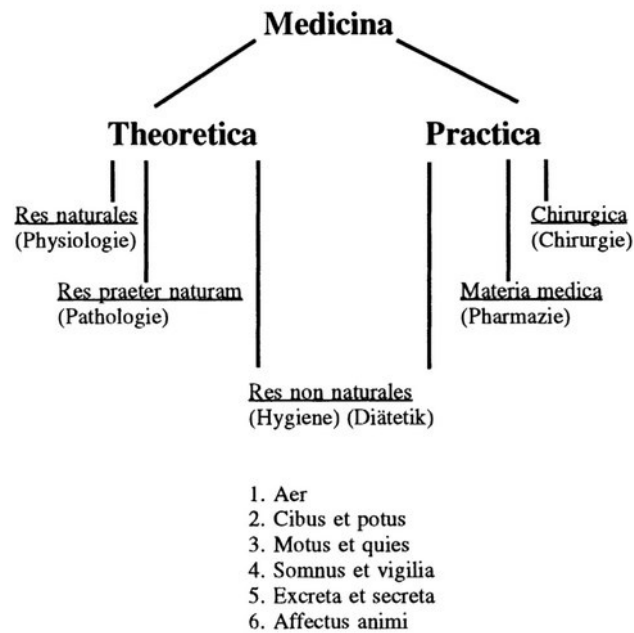 Medicina
Theoretica
Practica
Res naturales
(Physiologie)
Chirurgica
(Chirurgie)
Res praeter naturam
(Pathologie)
Materia medica
(Pharmazie)
Res non naturales
(Hygiene) (Diätetik)
1. Aer
2. Cibus et potus
3. Motus et quies
4. Somnus et vigilia
5. Excreta et secreta
6. Affectus animi